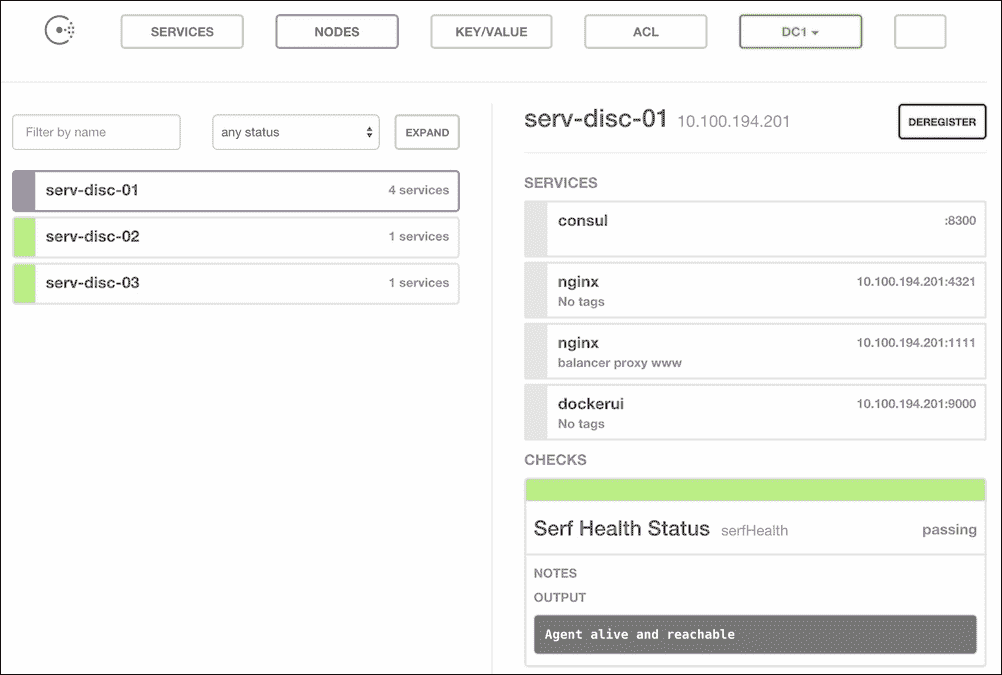 SERVICES NODES KEY/VALUE ACL DC1
Filter by name any status EXPAND
serv-disc-01 4 services
serv-disc-02 1 services
serv-disc-03 1 services
serv-disc-01 10.100.194.201 DEREGISTER
SERVICES
consul :8300
nginx 10.100.194.201:4321
No tags
nginx 10.100.194.201:1111
balancer proxy www
dockerui 10.100.194.201:9000
No tags
CHECKS
Serf Health Status serfHealth passing
NOTES
OUTPUT
Agent alive and reachable